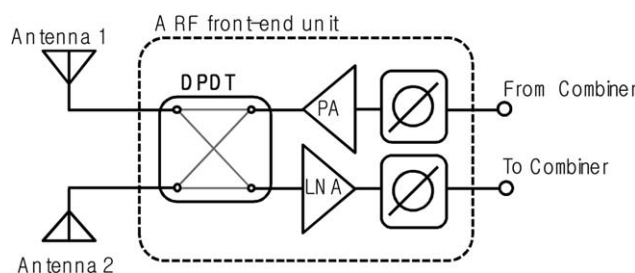 A RF front-end unit
Antenna 1
DPDT
PA
From Combiner
LNA
To Combiner
Antenna 2